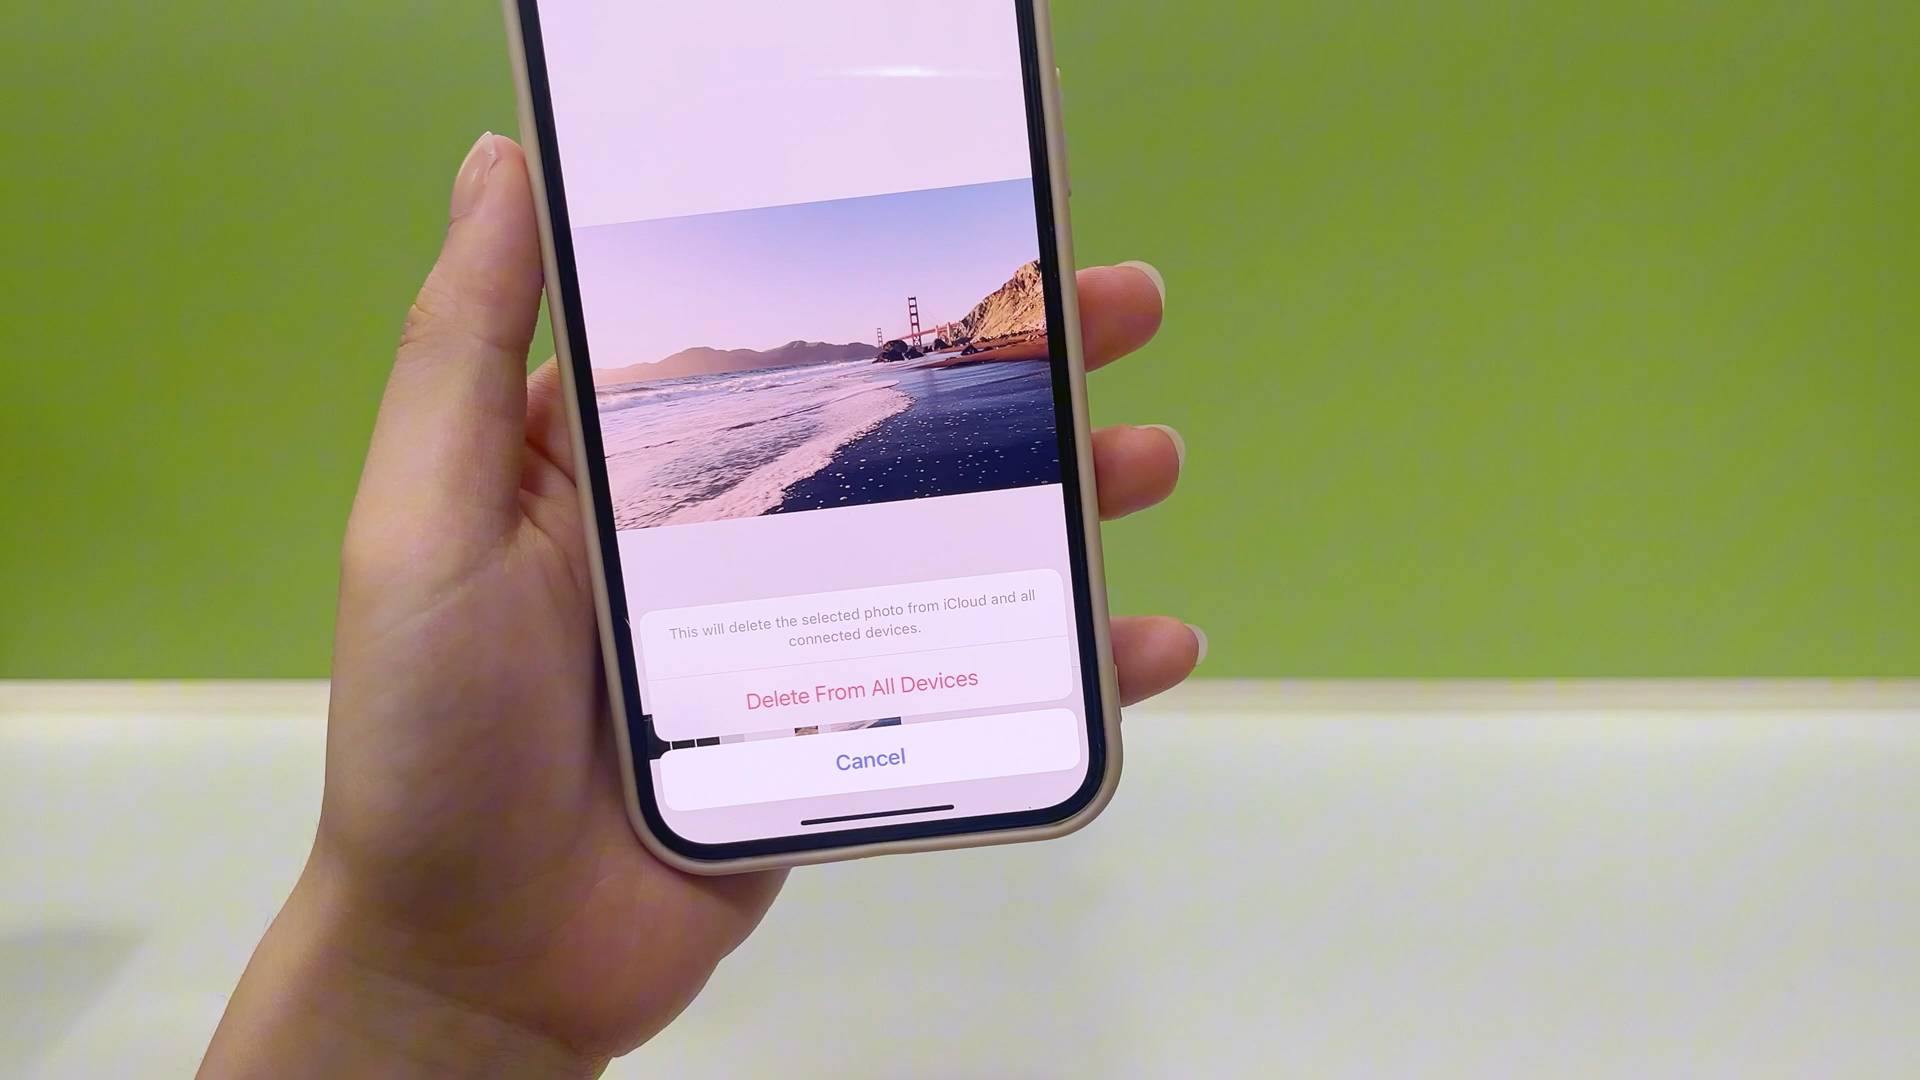 This will delete the selected photo from iCloud and all
connected devices.
Delete From All Devices
Cancel